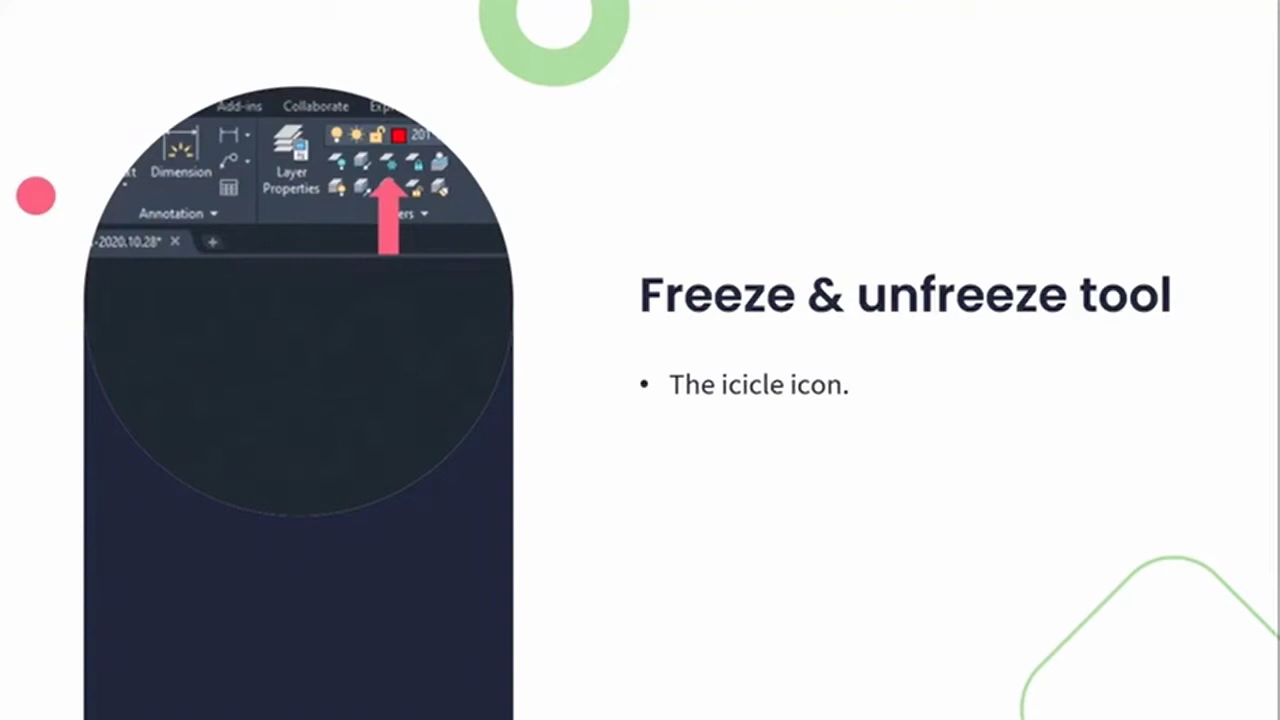 Add-ins Collaborate
Dimension
Layer
Properties
Annotation
-2020.10.28*
Freeze & unfreeze tool
• The icicle icon.